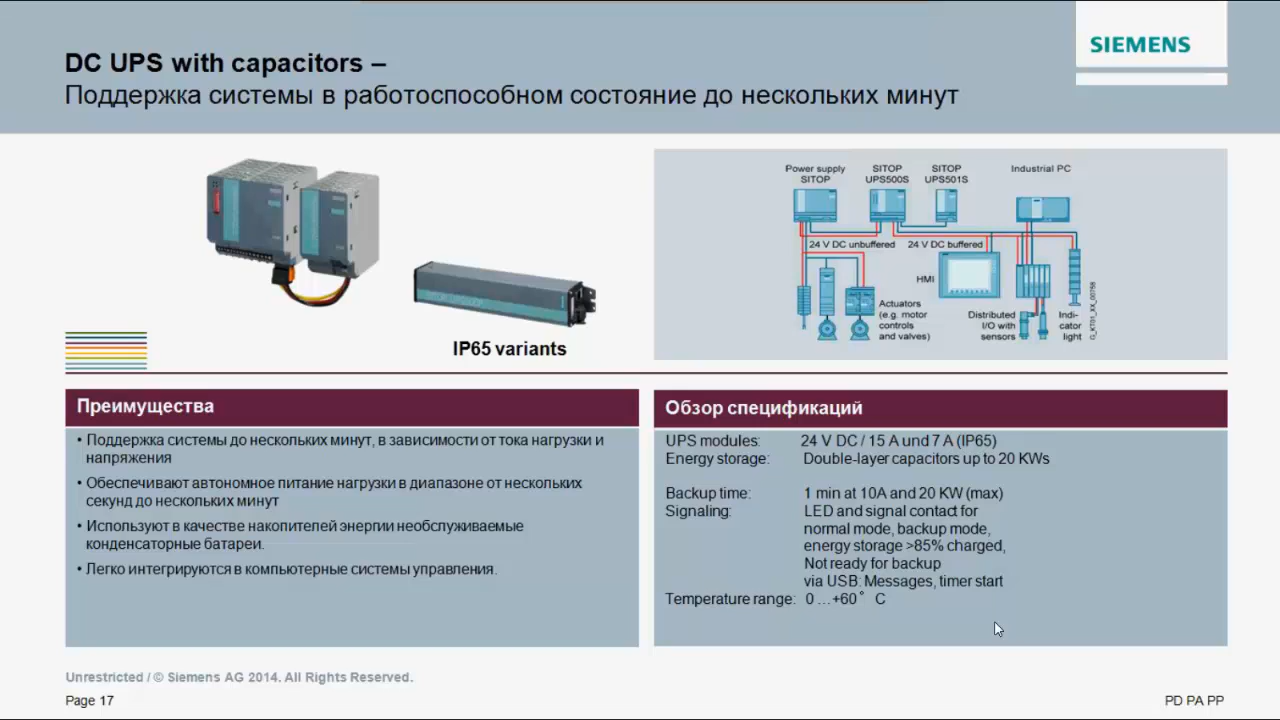 DC UPS with capacitors –
Поддержка системы в работоспособном состояние до нескольких минут
SIEMENS
IP65 variants
Power supply
SITOP
SITOP
UPS500S
SITOP
UPS501S
Industrial PC
24 V DC unbuffered
24 V DC buffered
HMI
Actuators
(e.g. motor
controls
and valves)
Distributed
I/O with
sensors
Indi-
cator
light
G_KT01_XX_00756
Преимущества
• Поддержка системы до нескольких минут, в зависимости от тока нагрузки и
напряжения
• Обеспечивают автономное питание нагрузки в диапазоне от нескольких
секунд до нескольких минут
• Используют в качестве накопителей энергии необслуживаемые
конденсаторные батареи.
• Легко интегрируются в компьютерные системы управления.
Обзор спецификаций
UPS modules: 24 V DC / 15 A und 7 A (IP65)
Energy storage: Double-layer capacitors up to 20 KWs
Backup time: 1 min at 10A and 20 KW (max)
Signaling: LED and signal contact for
normal mode, backup mode,
energy storage >85% charged,
Not ready for backup
via USB: Messages, timer start
Temperature range: 0 …+60° C
Unrestricted / © Siemens AG 2014. All Rights Reserved.
Page 17
PD PA PP